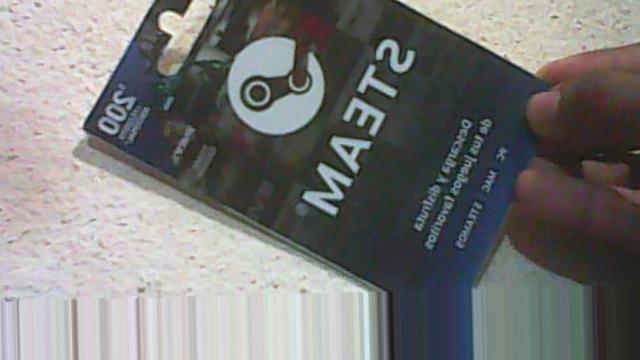 $200
STEAM
Descarga y disfruta
de tus juegos favoritos
PC MAC STEAMOS